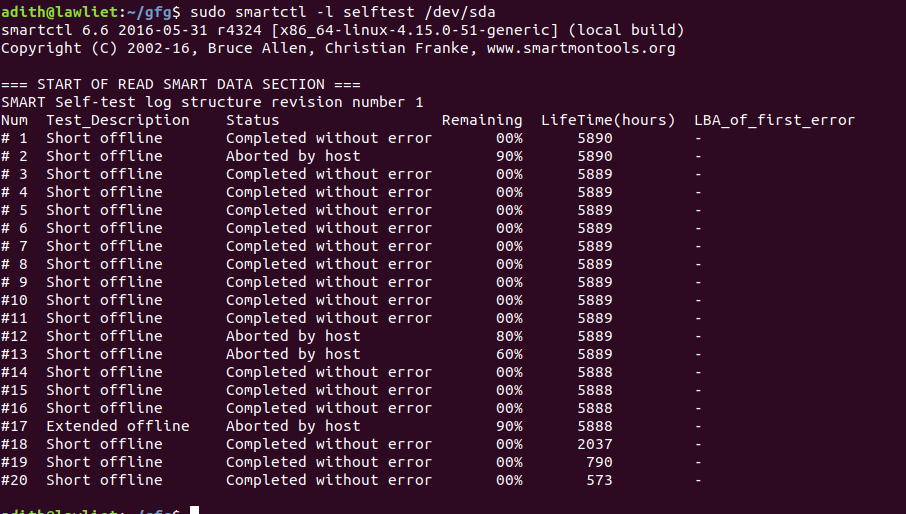 adith@lawliet:~/gfg$ sudo smartctl -l selftest /dev/sda
smartctl 6.6 2016-05-31 r4324 [x86_64-linux-4.15.0-51-generic] (local build)
Copyright (C) 2002-16, Bruce Allen, Christian Franke, www.smartmontools.org
=== START OF READ SMART DATA SECTION ===
SMART Self-test log structure revision number 1
Num  Test_Description    Status                  Remaining  LifeTime(hours)  LBA_of_first_error
# 1  Short offline       Completed without error       00%      5890         -
# 2  Short offline       Aborted by host               90%      5890         -
# 3  Short offline       Completed without error       00%      5889         -
# 4  Short offline       Completed without error       00%      5889         -
# 5  Short offline       Completed without error       00%      5889         -
# 6  Short offline       Completed without error       00%      5889         -
# 7  Short offline       Completed without error       00%      5889         -
# 8  Short offline       Completed without error       00%      5889         -
# 9  Short offline       Completed without error       00%      5889         -
#10  Short offline       Completed without error       00%      5889         -
#11  Short offline       Completed without error       00%      5889         -
#12  Short offline       Aborted by host               80%      5889         -
#13  Short offline       Aborted by host               60%      5889         -
#14  Short offline       Completed without error       00%      5888         -
#15  Short offline       Completed without error       00%      5888         -
#16  Short offline       Completed without error       00%      5888         -
#17  Extended offline    Aborted by host               90%      5888         -
#18  Short offline       Completed without error       00%      2037         -
#19  Short offline       Completed without error       00%       790         -
#20  Short offline       Completed without error       00%       573         -
adith@lawliet:~/gfg$